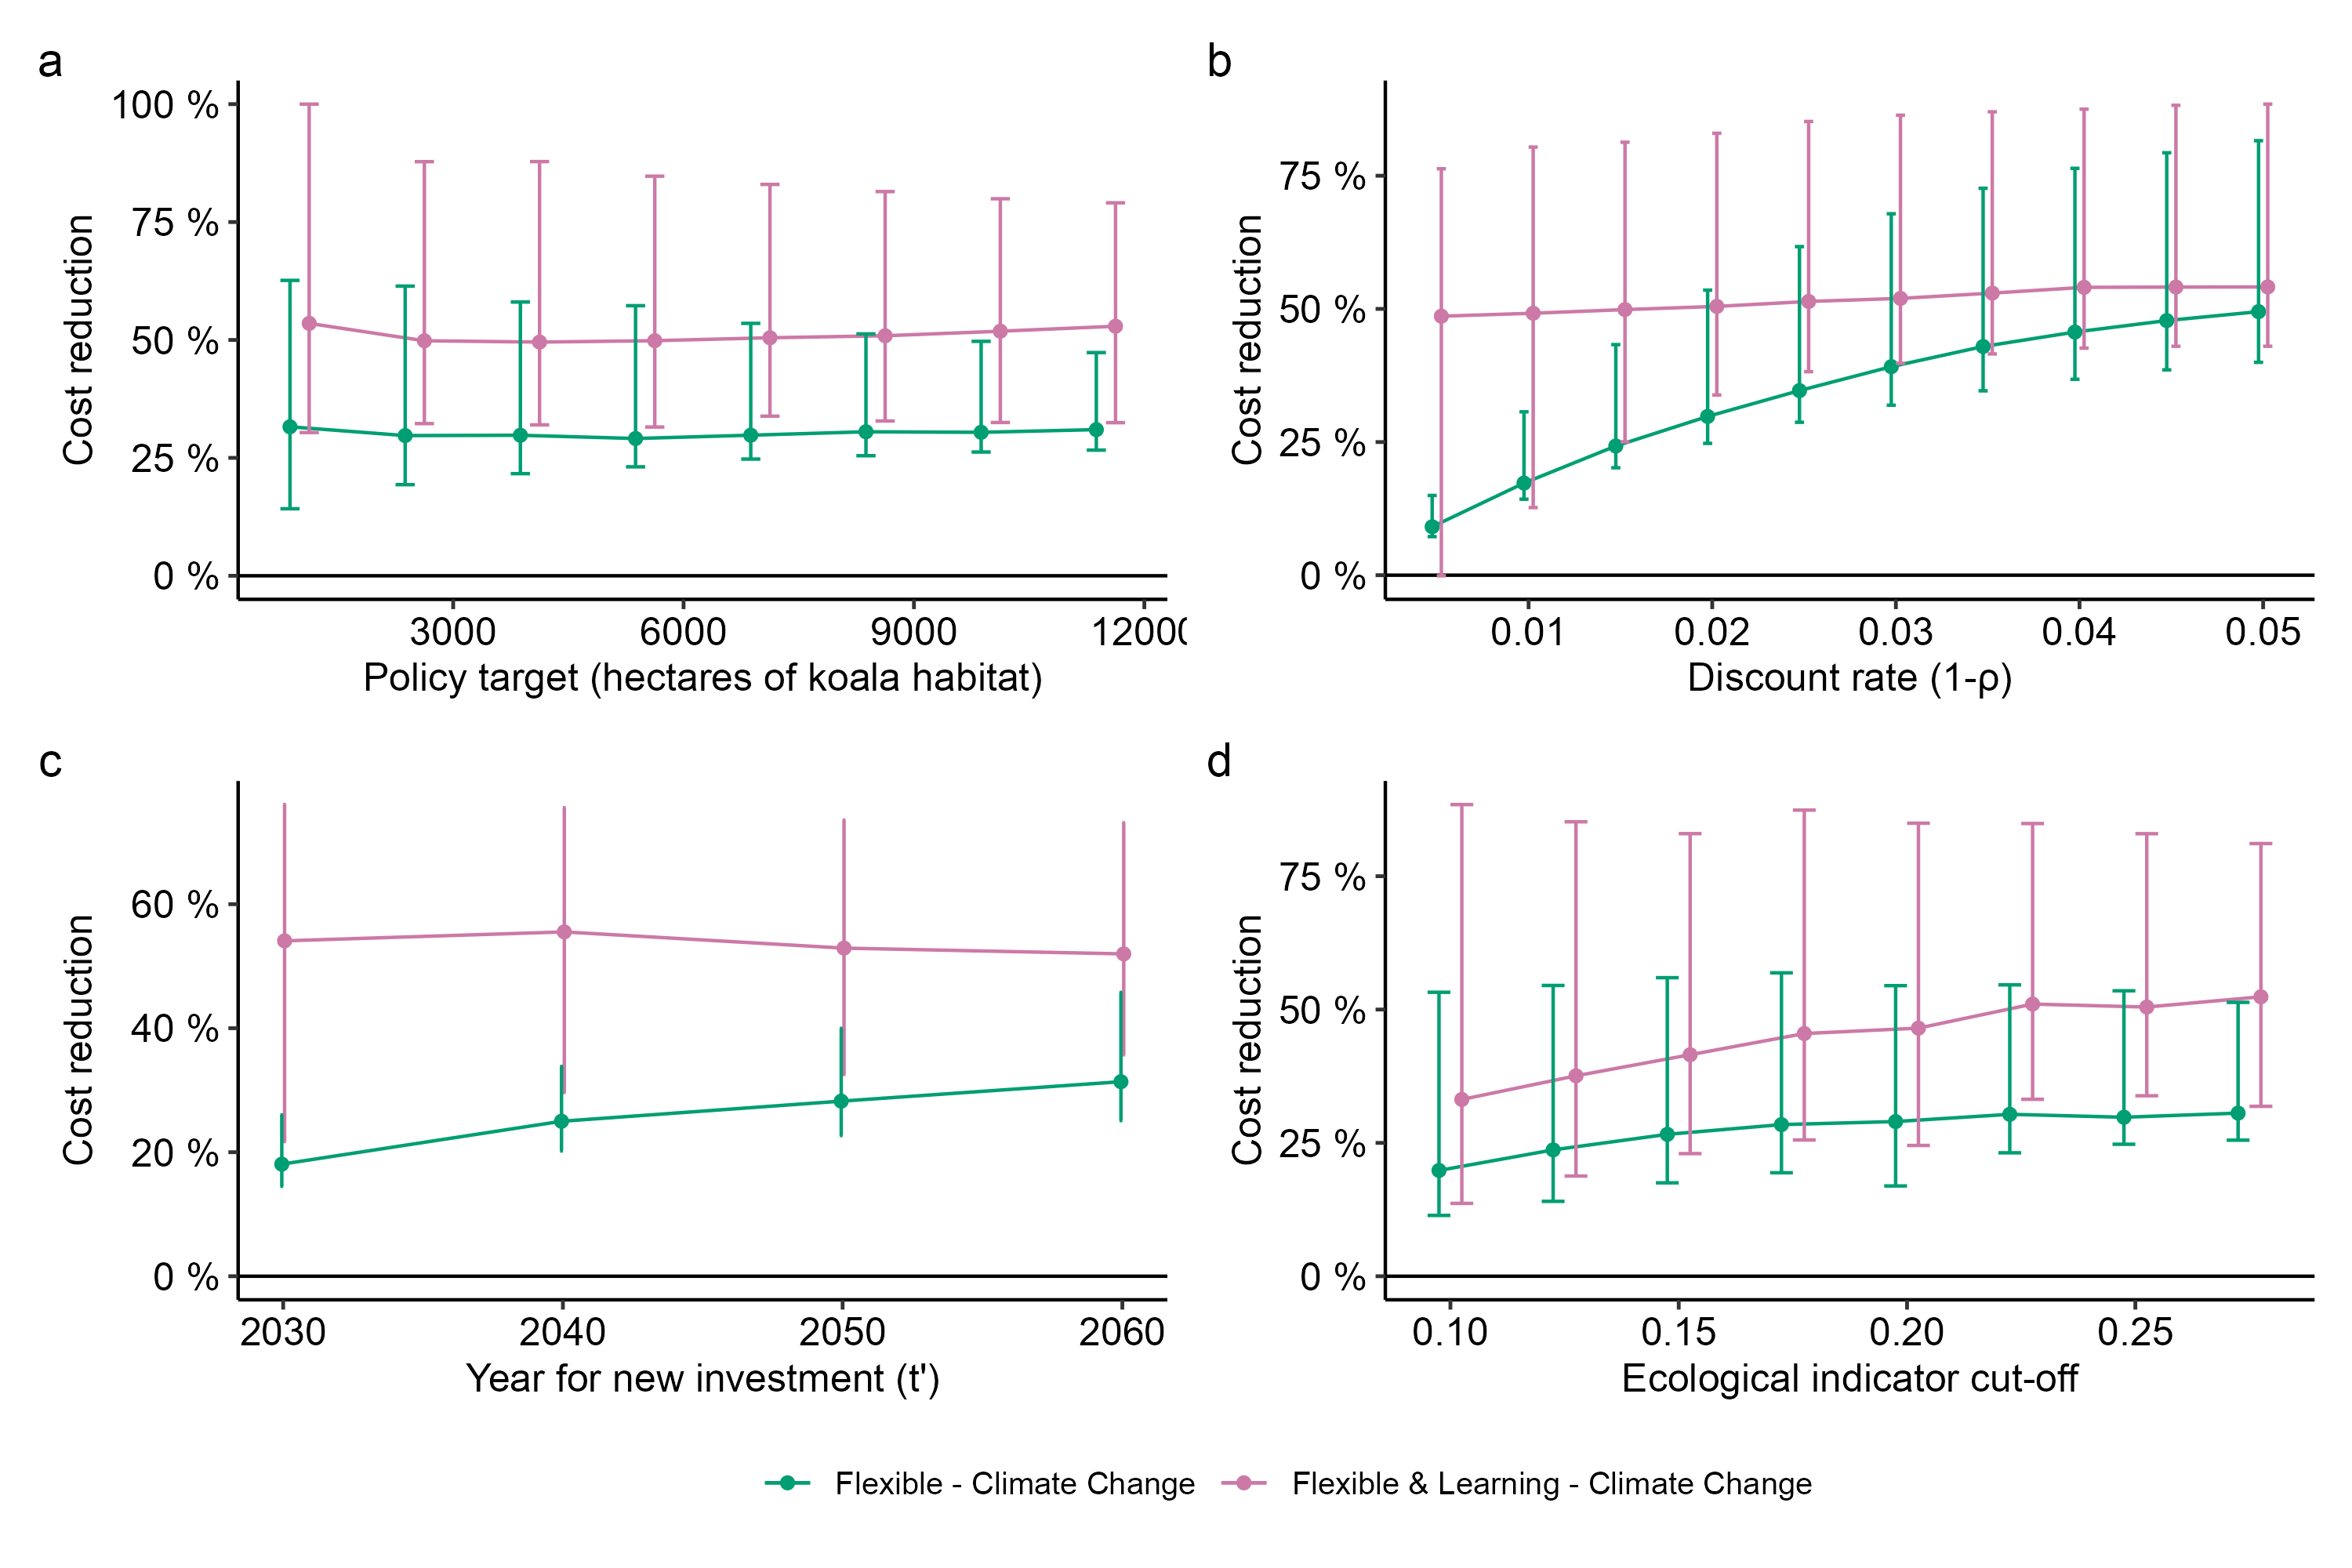 a
100 %
75 %
50 %
25 %
0 %
Cost reduction
3000 6000 9000 12000
Policy target (hectares of koala habitat)
b
75 %
50 %
25 %
0 %
Cost reduction
0.01 0.02 0.03 0.04 0.05
Discount rate (1-ρ)
c
60 %
40 %
20 %
0 %
Cost reduction
2030 2040 2050 2060
Year for new investment (t')
d
75 %
50 %
25 %
0 %
Cost reduction
0.10 0.15 0.20 0.25
Ecological indicator cut-off
Flexible - Climate Change Flexible & Learning - Climate Change